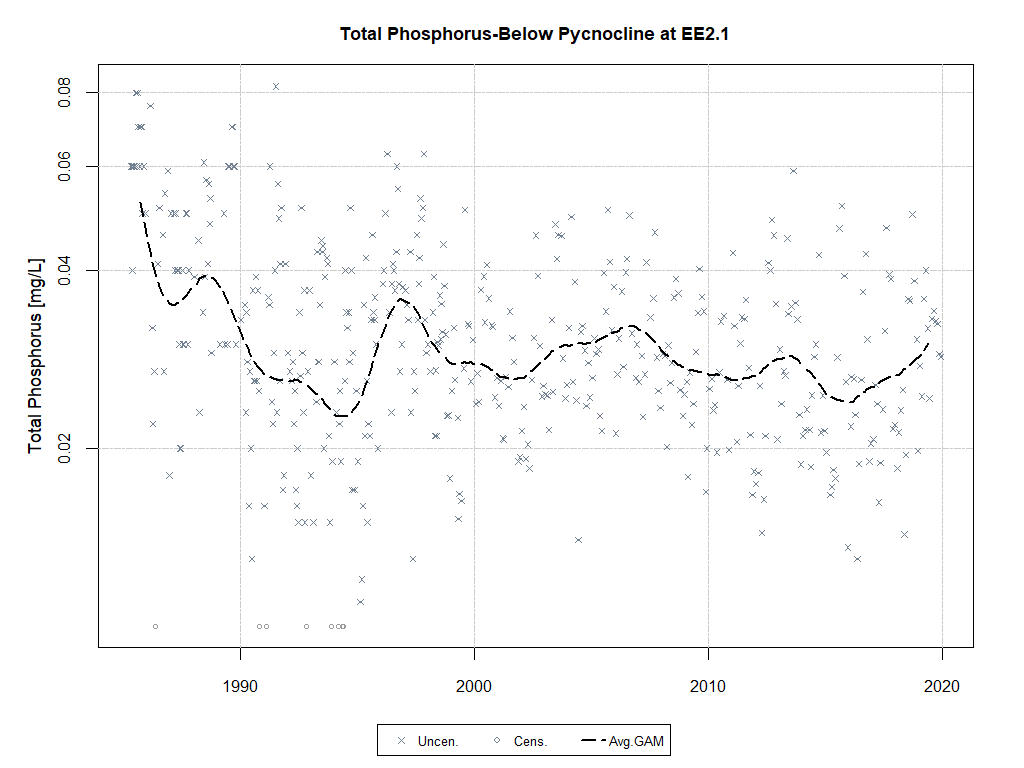 Total Phosphorus-Below Pycnocline at EE2.1
Total Phosphorus [mg/L]
0.08
0.06
0.04
0.02
1990 2000 2010 2020
Uncen. Cens. Avg.GAM